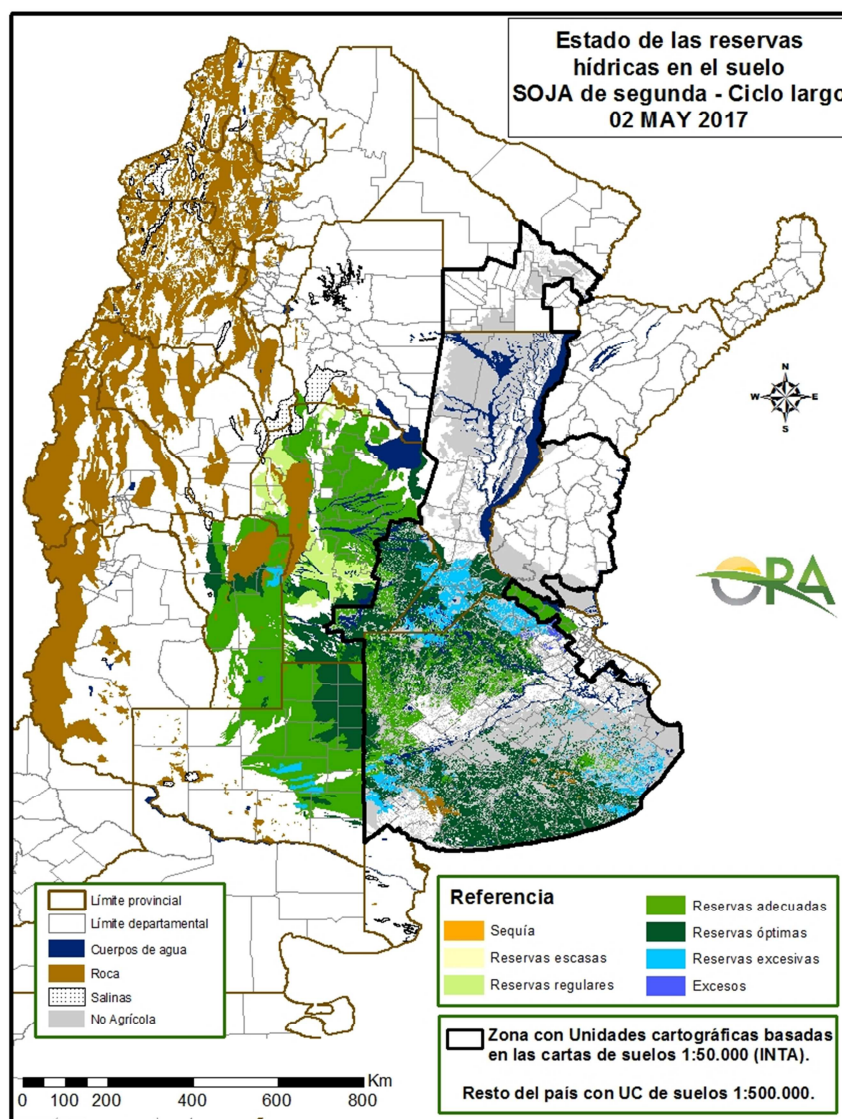 Estado de las reservas
hídricas en el suelo
SOJA de segunda - Ciclo largo
02 MAY 2017
N
W E
S
OPA
Límite provincial
Límite departamental
Cuerpos de agua
Roca
Salinas
No Agrícola
Referencia
Sequía
Reservas escasas
Reservas regulares
Reservas adecuadas
Reservas óptimas
Reservas excesivas
Excesos
Zona con Unidades cartográficas basadas
en las cartas de suelos 1:50.000 (INTA).
Resto del país con UC de suelos 1:500.000.
Km
0 100 200 400 600 800